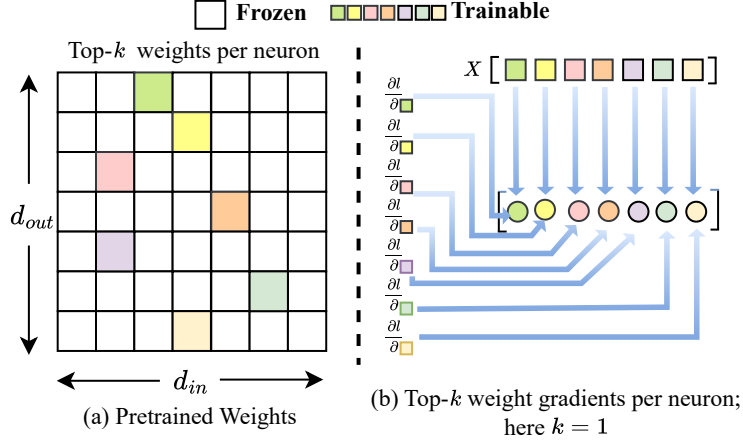 Frozen
Trainable
Top-k weights per neuron
d_out
d_in
(a) Pretrained Weights
X [ ]
∂l/∂
∂l/∂
∂l/∂
∂l/∂
∂l/∂
∂l/∂
∂l/∂
[ ]
(b) Top-k weight gradients per neuron;
here k = 1